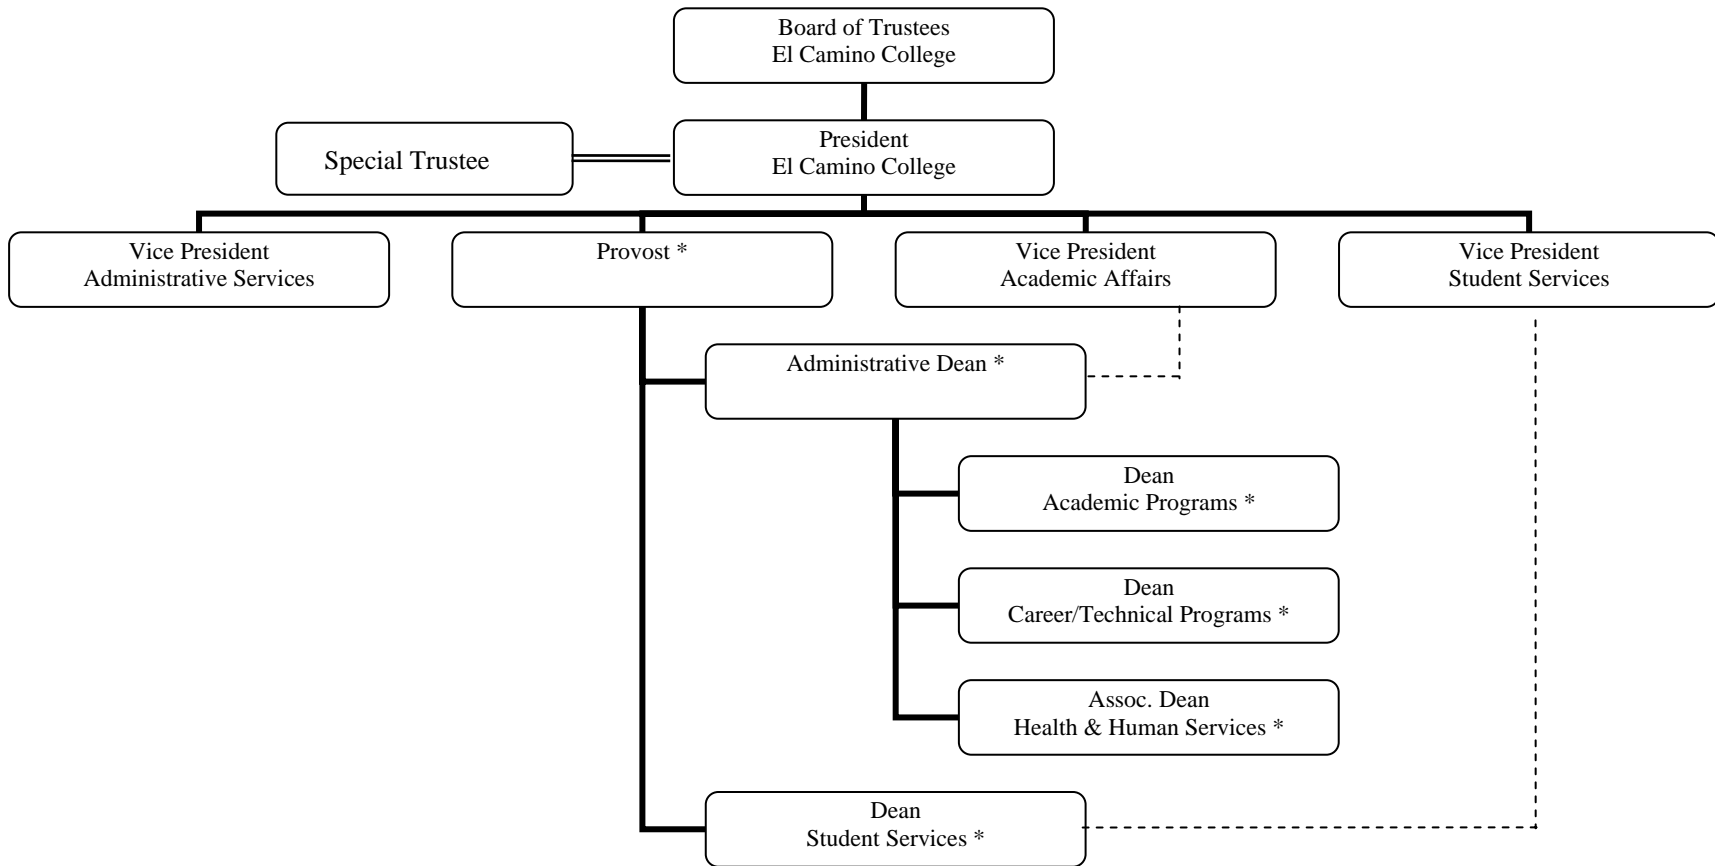 Board of Trustees
El Camino College
Special Trustee
President
El Camino College
Vice President
Administrative Services
Provost *
Vice President
Academic Affairs
Vice President
Student Services
Administrative Dean *
Dean
Academic Programs *
Dean
Career/Technical Programs *
Assoc. Dean
Health & Human Services *
Dean
Student Services *